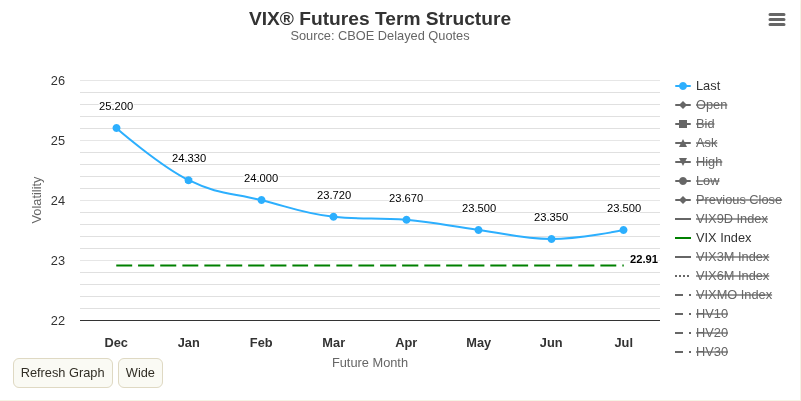 VIX® Futures Term Structure
Source: CBOE Delayed Quotes
26
25
24
23
22
Volatility
25.200
24.330
24.000
23.720
23.670
23.500
23.350
23.500
22.91
Dec Jan Feb Mar Apr May Jun Jul
Future Month
Last
Open
Bid
Ask
High
Low
Previous Close
VIX9D Index
VIX Index
VIX3M Index
VIX6M Index
VIXMO Index
HV10
HV20
HV30
Refresh Graph Wide